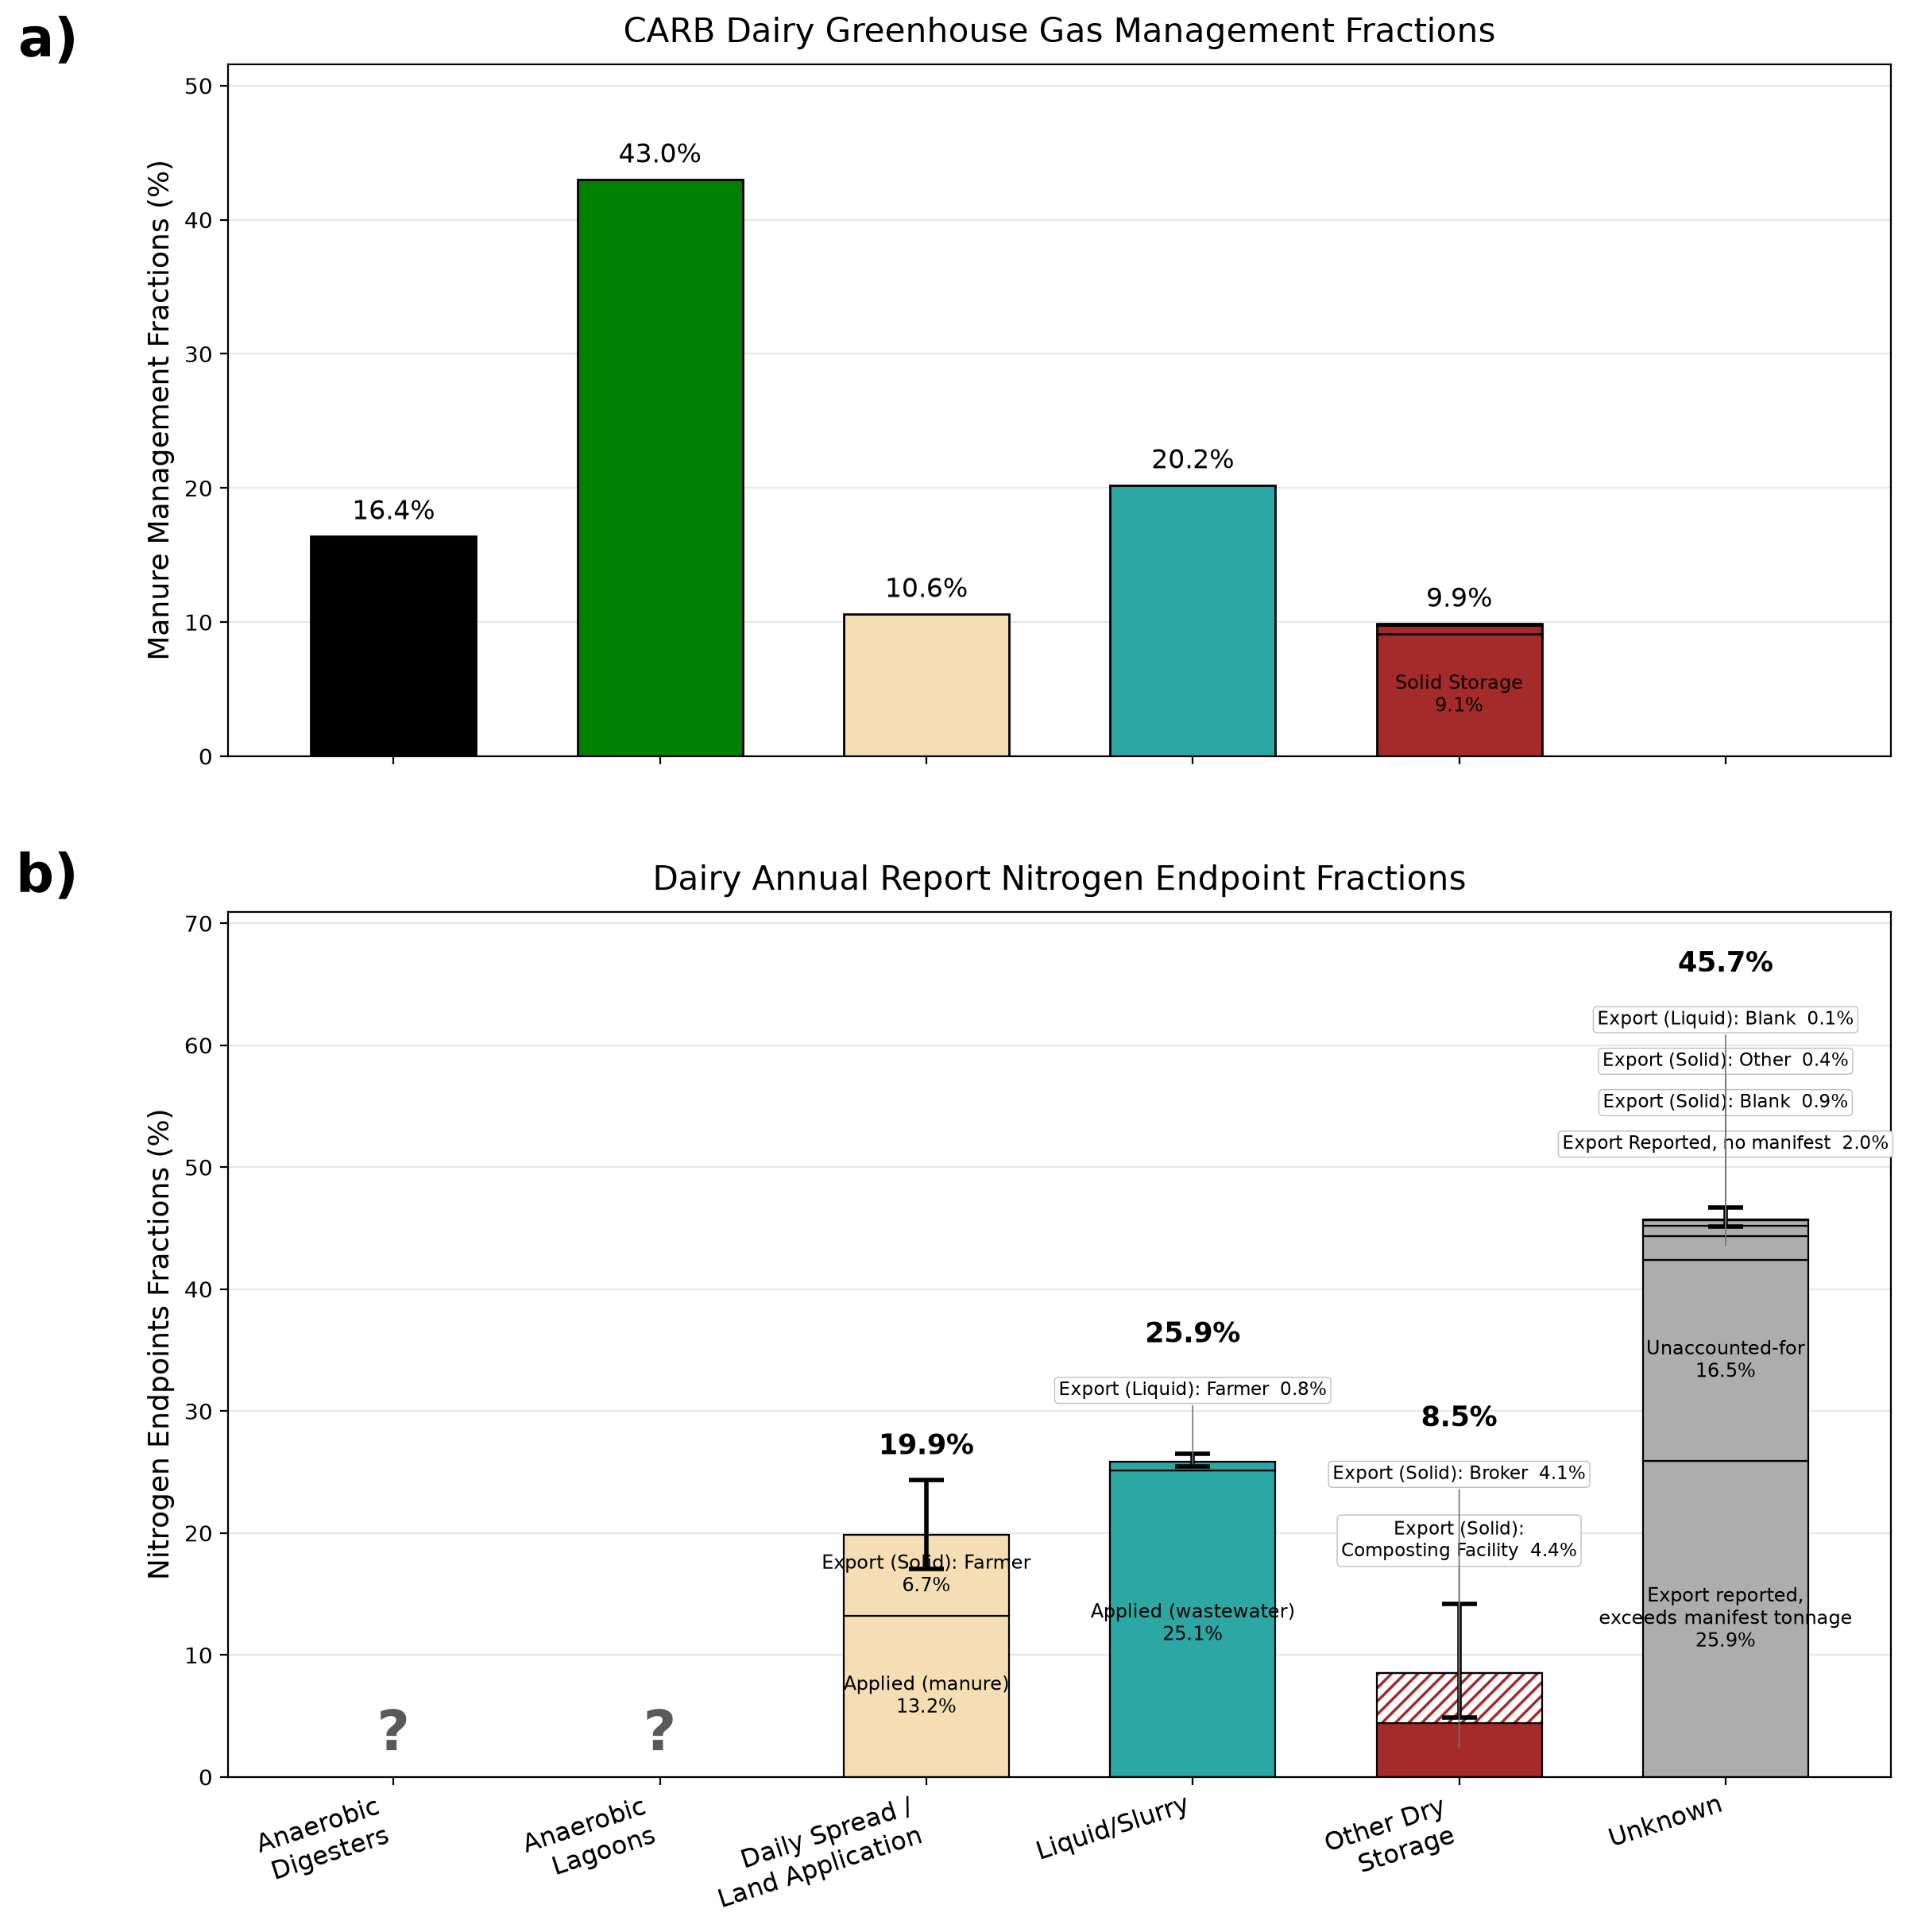 a)
CARB Dairy Greenhouse Gas Management Fractions
Manure Management Fractions (%)
50
40
30
20
10
0
16.4%
43.0%
10.6%
20.2%
9.9%
Solid Storage
9.1%
b)
Dairy Annual Report Nitrogen Endpoint Fractions
Nitrogen Endpoints Fractions (%)
70
60
50
40
30
20
10
0
?
?
19.9%
Export (Solid): Farmer
6.7%
Applied (manure)
13.2%
25.9%
Export (Liquid): Farmer 0.8%
Applied (wastewater)
25.1%
8.5%
Export (Solid): Broker 4.1%
Export (Solid):
Composting Facility 4.4%
45.7%
Export (Liquid): Blank 0.1%
Export (Solid): Other 0.4%
Export (Solid): Blank 0.9%
Export Reported, no manifest 2.0%
Unaccounted-for
16.5%
Export reported,
exceeds manifest tonnage
25.9%
Anaerobic
Digesters
Anaerobic
Lagoons
Daily Spread /
Land Application
Liquid/Slurry
Other Dry
Storage
Unknown